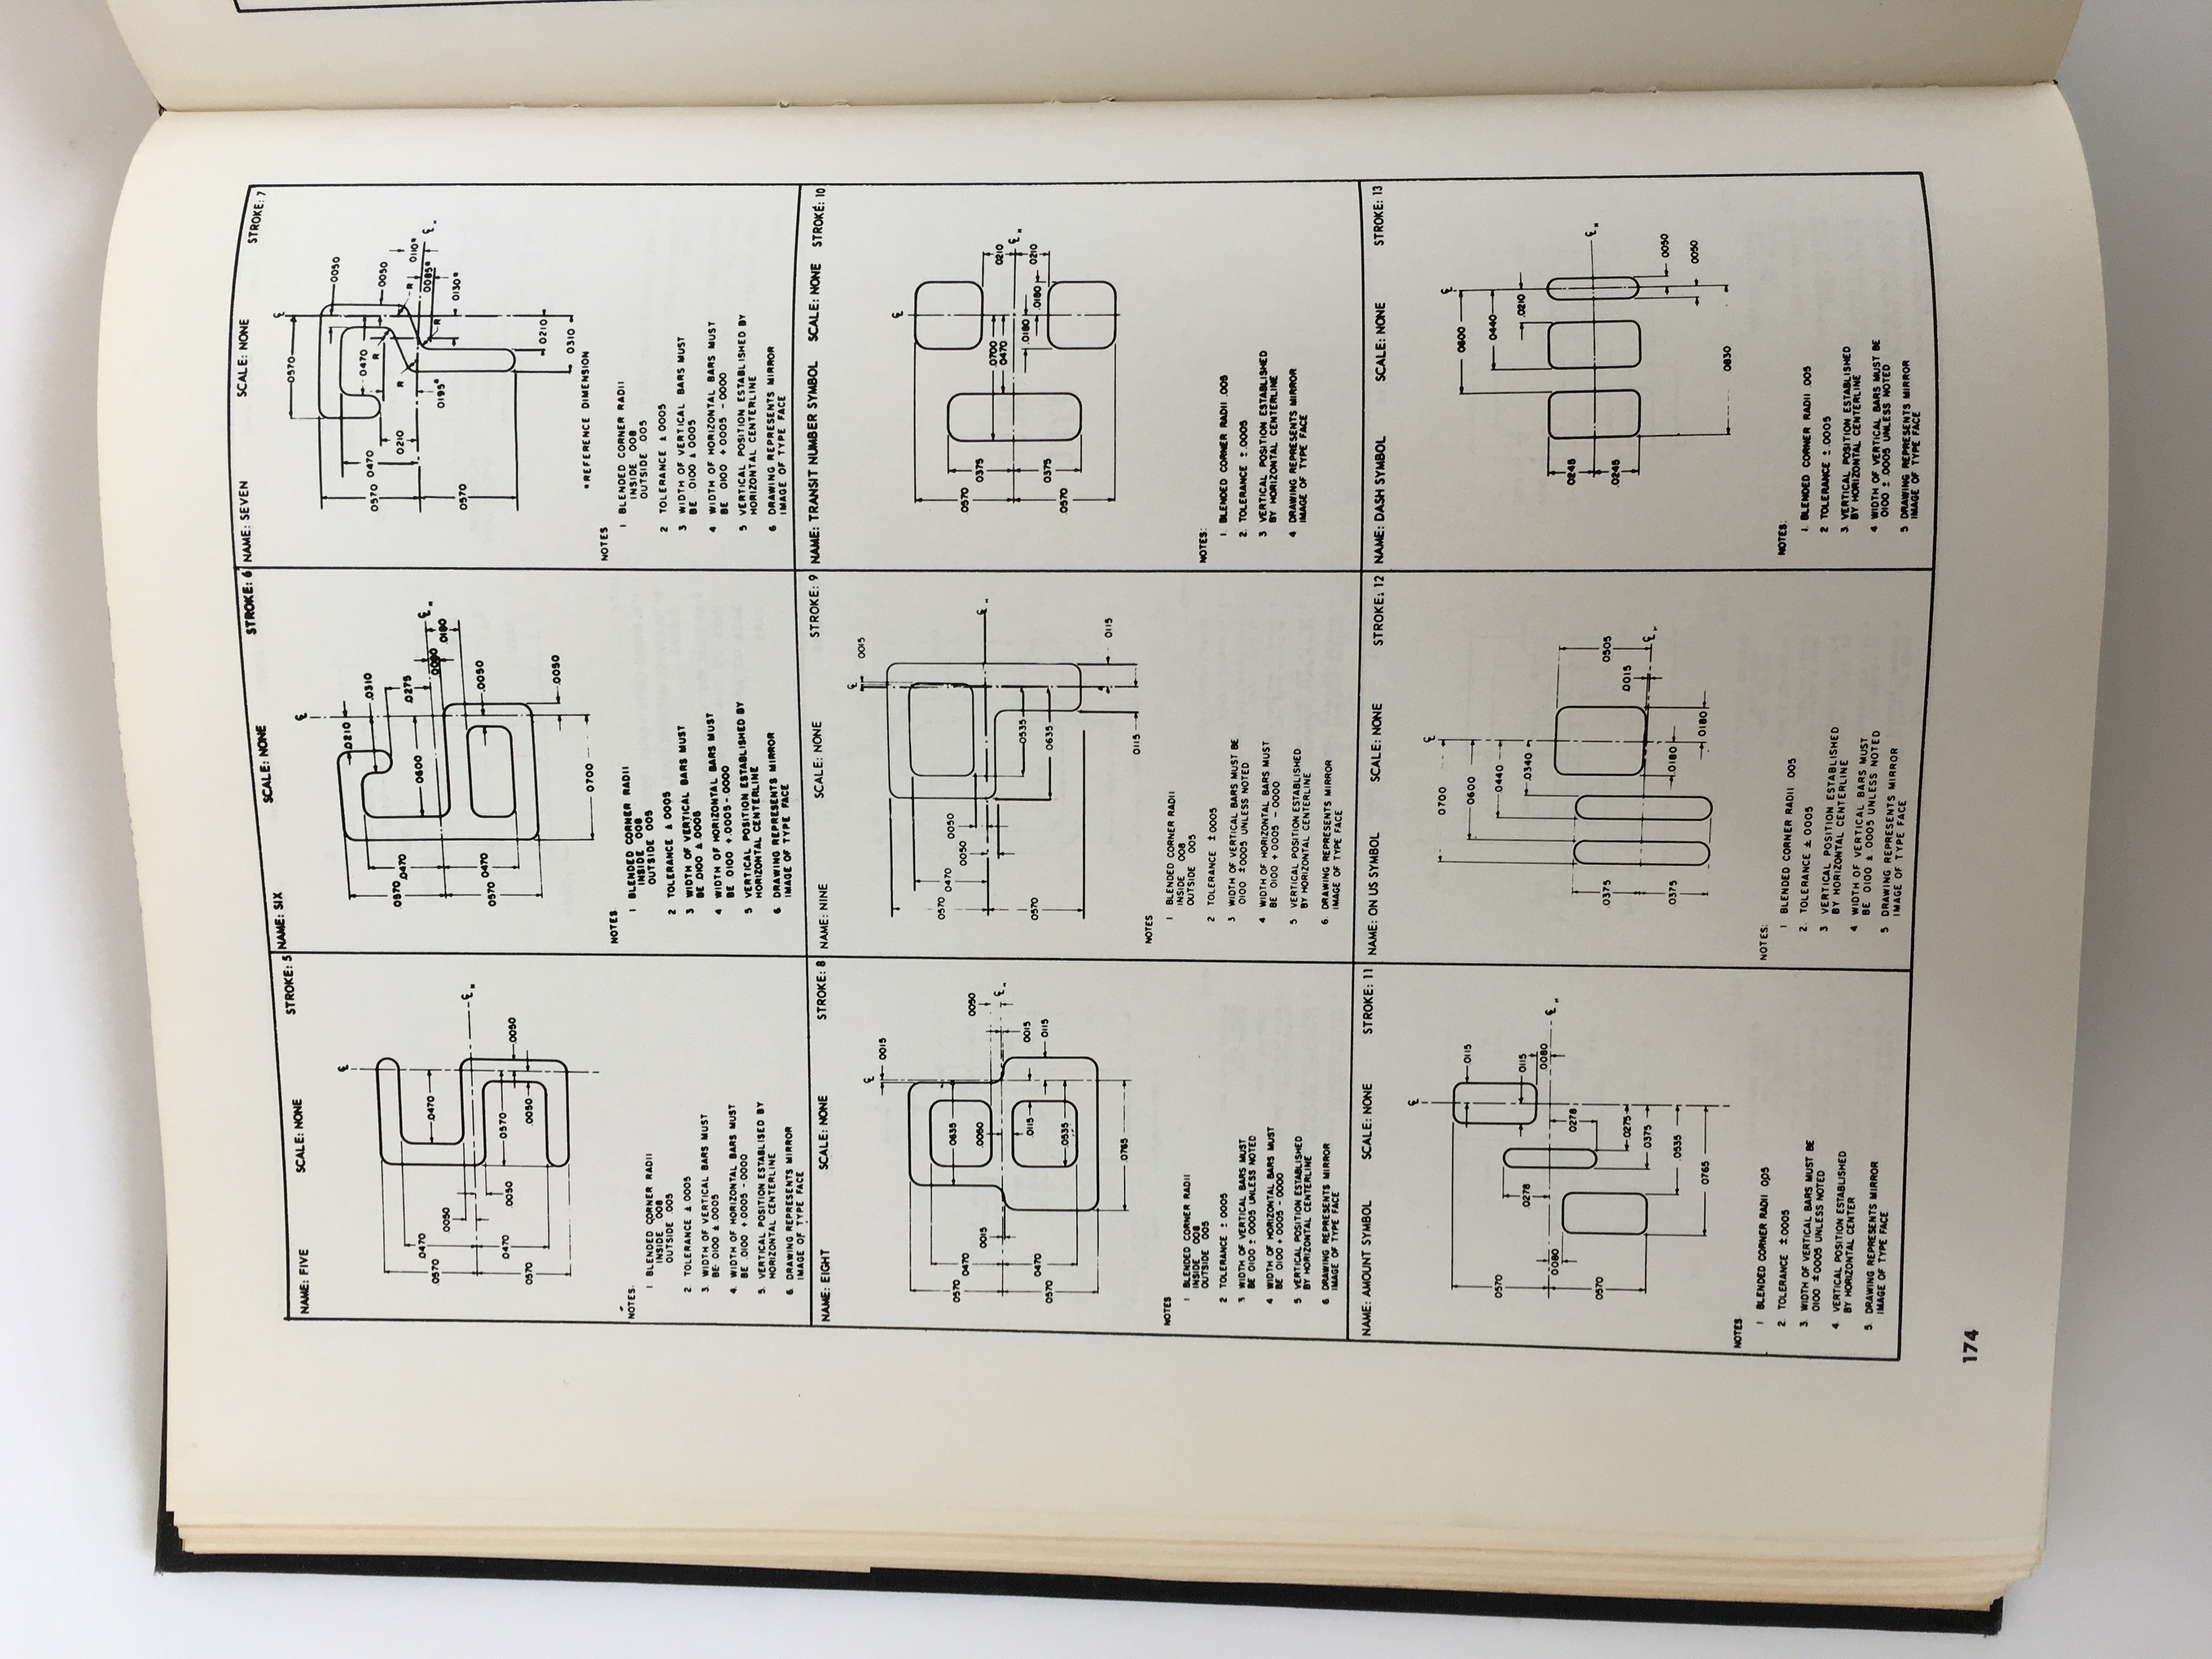 NAME: FIVE SCALE: NONE STROKE: 5
.0570
.0470
.0050
.0470
.0470
.0570
.0050
.0570
.0050
.0050
NOTES:
1 BLENDED CORNER RADII
INSIDE .008
OUTSIDE .005
2. TOLERANCE ± .0005
3. WIDTH OF VERTICAL BARS MUST
BE .0100 ± .0005
4. WIDTH OF HORIZONTAL BARS MUST
BE .0100 +.0005 -.0000
5. VERTICAL POSITION ESTABLISED BY
HORIZONTAL CENTERLINE
6. DRAWING REPRESENTS MIRROR
IMAGE OF TYPE FACE
NAME: SIX SCALE: NONE STROKE: 6
.0210
.0310
.0570
.0470
.0275
.0600
.0080
.0180
.0570
.0470
.0050
.0050
0700
NOTES
1 BLENDED CORNER RADII
INSIDE 008
OUTSIDE 005
2 TOLERANCE ± 0005
3 WIDTH OF VERTICAL BARS MUST
BE .0100 ± .0005
4 WIDTH OF HORIZONTAL BARS MUST
BE .0100 +.0005-.0000
5 VERTICAL POSITION ESTABLISHED BY
HORIZONTAL CENTERLINE
6 DRAWING REPRESENTS MIRROR
IMAGE OF TYPE FACE
NAME: SEVEN SCALE: NONE STROKE: 7
.0570
.0050
0570
0470
0470
R
.0050
0210
R
R
0110*
0195*
R
0085*
0130*
0570
0210
0310
*REFERENCE DIMENSION
NOTES
1 BLENDED CORNER RADII
INSIDE 008
OUTSIDE .005
2 TOLERANCE ± 0005
3 WIDTH OF VERTICAL BARS MUST
BE .0100 ± 0005
4 WIDTH OF HORIZONTAL BARS MUST
BE 0100 +0005 -0000
5 VERTICAL POSITION ESTABLISHED BY
HORIZONTAL CENTERLINE
6 DRAWING REPRESENTS MIRROR
IMAGE OF TYPE FACE
NAME: EIGHT SCALE: NONE STROKE: 8
0015
0570
0470
.0635
0015
.0050
0050
.0115
0015
0115
0570
0470
.0535
.0765
NOTES
1 BLENDED CORNER RADII
INSIDE 008
OUTSIDE 005
2 TOLERANCE ± 0005
3 WIDTH OF VERTICAL BARS MUST
BE 0100 ± 0005 UNLESS NOTED
4 WIDTH OF HORIZONTAL BARS MUST
BE 0100 + 0005 - 0000
5 VERTICAL POSITION ESTABLISHED
BY HORIZONTAL CENTERLINE
6 DRAWING REPRESENTS MIRROR
IMAGE OF TYPE FACE
NAME: NINE SCALE: NONE STROKE: 9
0015
0570
0470
0050
0050
.0535
0570
0635
0115
0115
NOTES
1 BLENDED CORNER RADII
INSIDE 008
OUTSIDE 005
2 TOLERANCE ±0005
3 WIDTH OF VERTICAL BARS MUST BE
0100 ±0005 UNLESS NOTED
4 WIDTH OF HORIZONTAL BARS MUST
BE 0100 +0005 -0000
5 VERTICAL POSITION ESTABLISHED
BY HORIZONTAL CENTERLINE
6. DRAWING REPRESENTS MIRROR
IMAGE OF TYPE FACE
NAME: TRANSIT NUMBER SYMBOL SCALE: NONE STROKE: 10
.0570
0375
.0700
0470
0210
.0180
.0180
0210
0375
.0570
NOTES:
1. BLENDED CORNER RADII .005
2. TOLERANCE ± .0005
3 VERTICAL POSITION ESTABLISHED
BY HORIZONTAL CENTERLINE
4 DRAWING REPRESENTS MIRROR
IMAGE OF TYPE FACE
NAME: AMOUNT SYMBOL SCALE: NONE STROKE: 11
.0115
0570
.0278
.0115
.0080
0080
0278
0570
.0275
0375
.0535
0765
NOTES
1 BLENDED CORNER RADII 005
2. TOLERANCE ±.0005
3. WIDTH OF VERTICAL BARS MUST BE
0100 ±0005 UNLESS NOTED
4. VERTICAL POSITION ESTABLISHED
BY HORIZONTAL CENTER
5. DRAWING REPRESENTS MIRROR
IMAGE OF TYPE FACE
NAME: ON US SYMBOL SCALE: NONE STROKE: 12
0700
0600
.0440
.0340
.0375
0505
.0015
.0375
.0180
0180
NOTES:
1 BLENDED CORNER RADII .005
2. TOLERANCE ± 0005
3 VERTICAL POSITION ESTABLISHED
BY HORIZONTAL CENTERLINE
4 WIDTH OF VERTICAL BARS MUST
BE 0100 ± .0005 UNLESS NOTED
5 DRAWING REPRESENTS MIRROR
IMAGE OF TYPE FACE
NAME: DASH SYMBOL SCALE: NONE STROKE: 13
0600
.0440
.0210
.0245
.0245
0050
0050
0830
NOTES:
1. BLENDED CORNER RADII .005
2 TOLERANCE ±.0005
3. VERTICAL POSITION ESTABLISHED
BY HORIZONTAL CENTERLINE
4 WIDTH OF VERTICAL BARS MUST BE
0100 ± .0005 UNLESS NOTED
5 DRAWING REPRESENTS MIRROR
IMAGE OF TYPE FACE
174